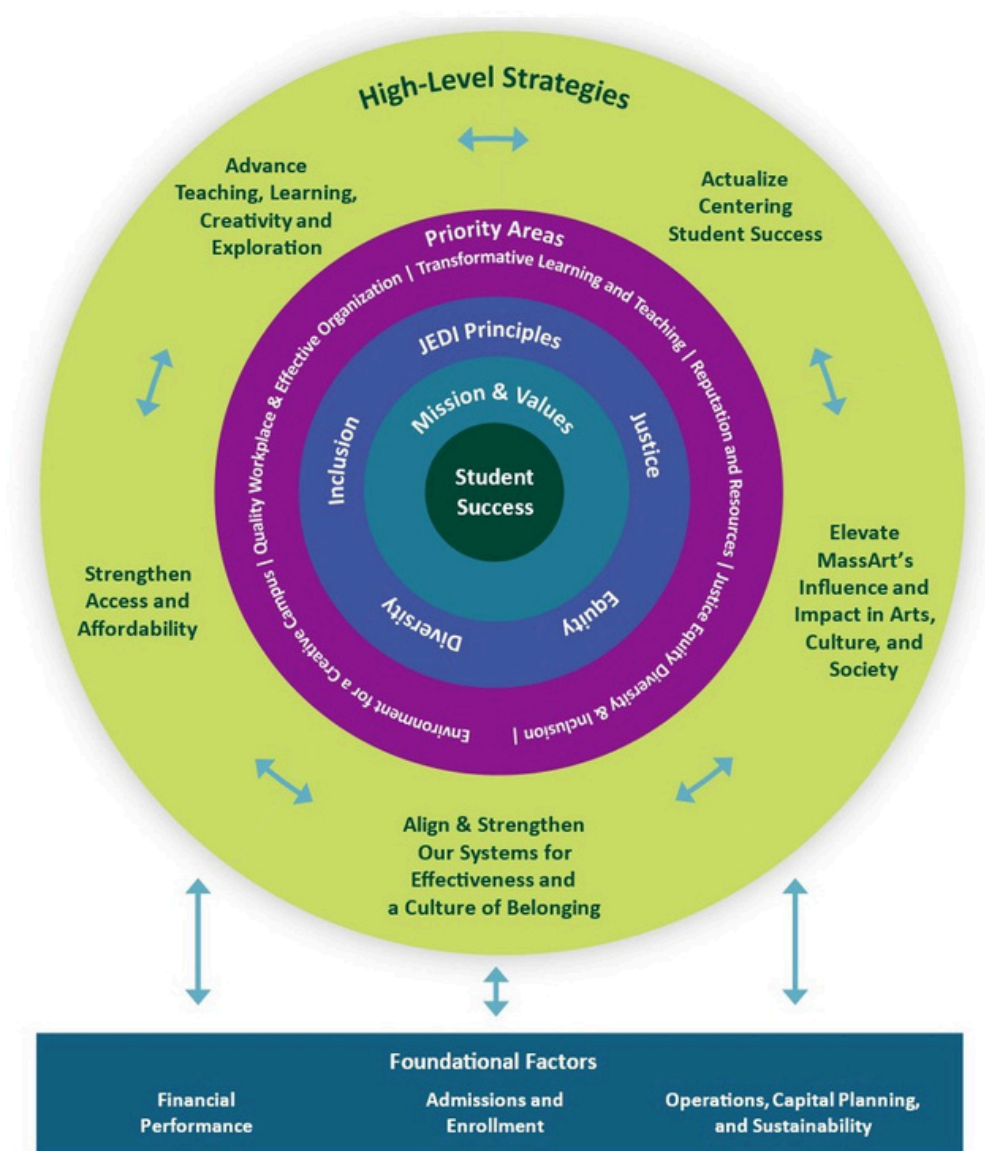 High-Level Strategies
Advance
Teaching, Learning,
Creativity and
Exploration
Actualize
Centering
Student Success
Priority Areas
Environment for a Creative Campus | Quality Workplace & Effective Organization | Transformative Learning and Teaching | Reputation and Resources | Justice Equity Diversity & Inclusion |
JEDI Principles
Inclusion
Justice
Diversity
Equity
Mission & Values
Student
Success
Strengthen
Access and
Affordability
Elevate
MassArt's
Influence and
Impact in Arts,
Culture, and
Society
Align & Strengthen
Our Systems for
Effectiveness and
a Culture of Belonging
Foundational Factors
Financial
Performance
Admissions and
Enrollment
Operations, Capital Planning,
and Sustainability